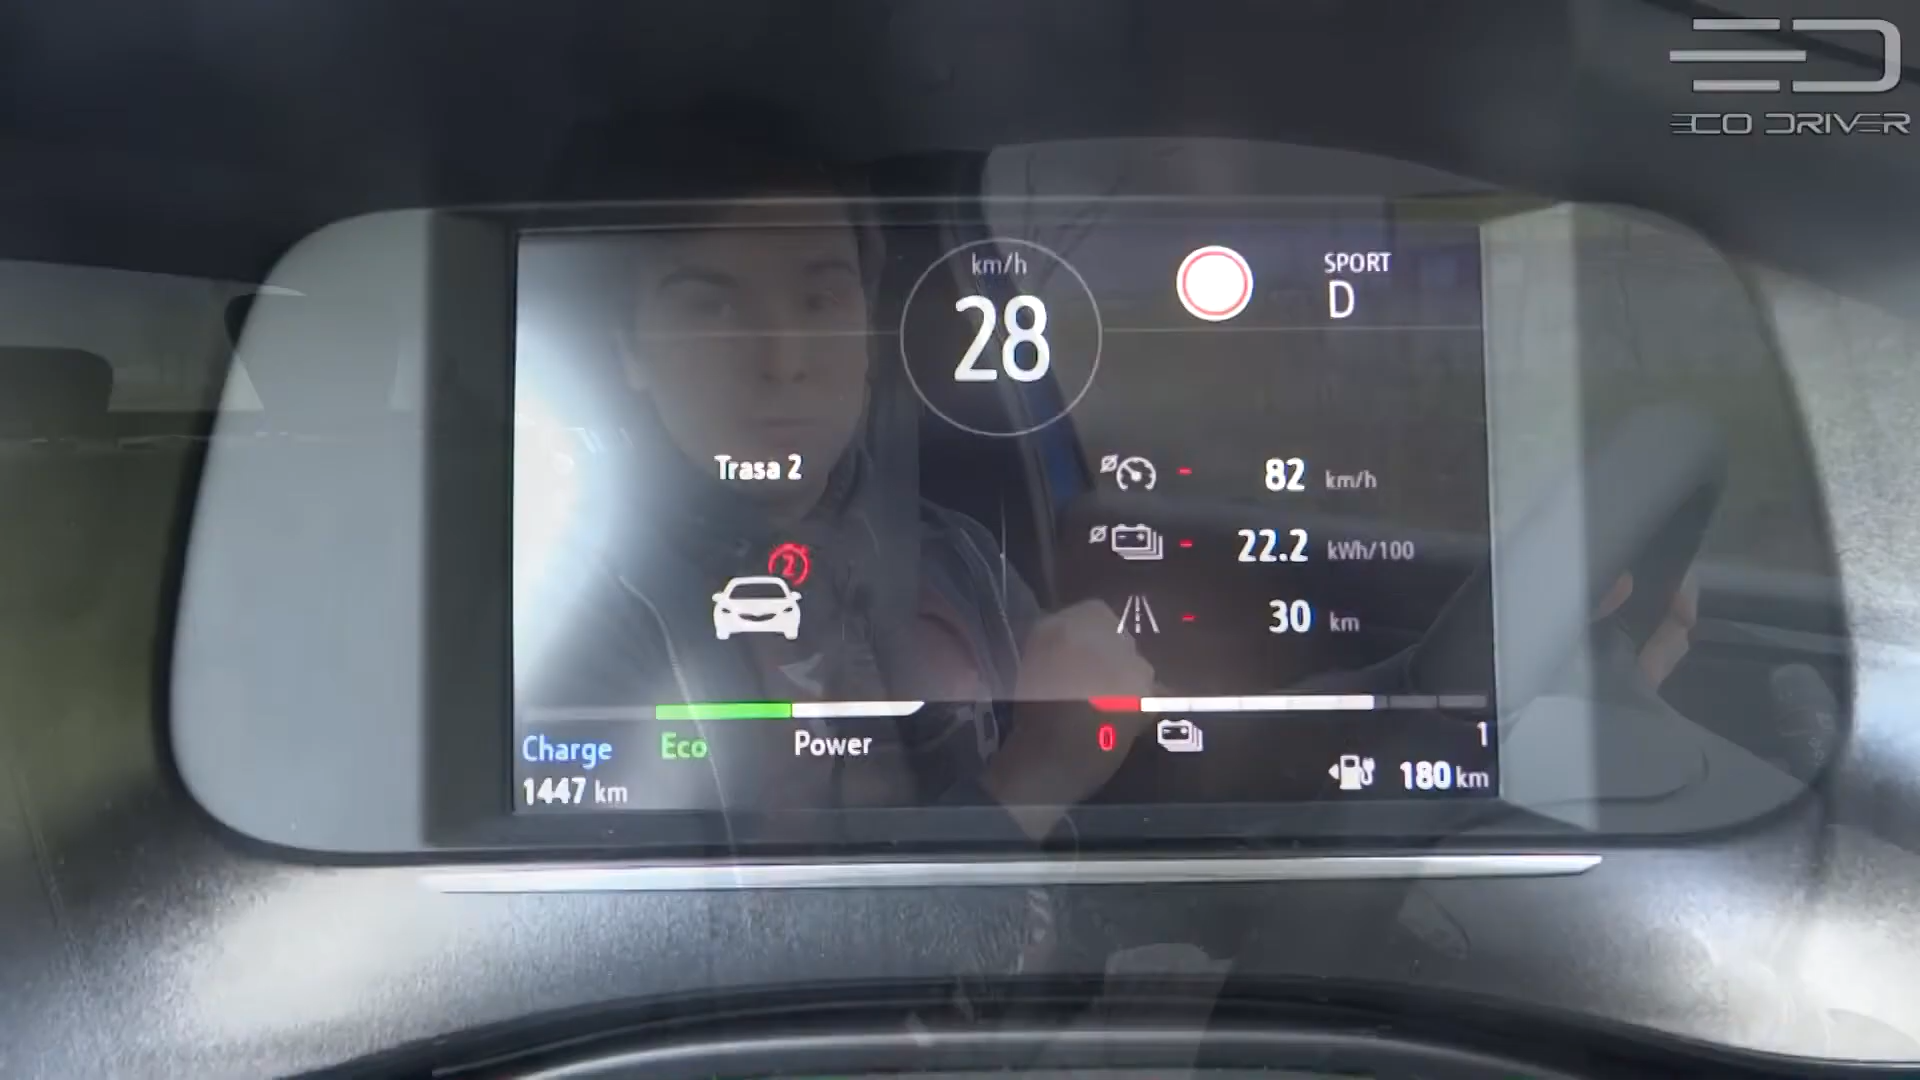 ECO DRIVER
km/h
28
SPORT
D
Trasa 2
2
82 km/h
22.2 kWh/100
30 km
Charge
Eco
Power
0
1
1447 km
180 km